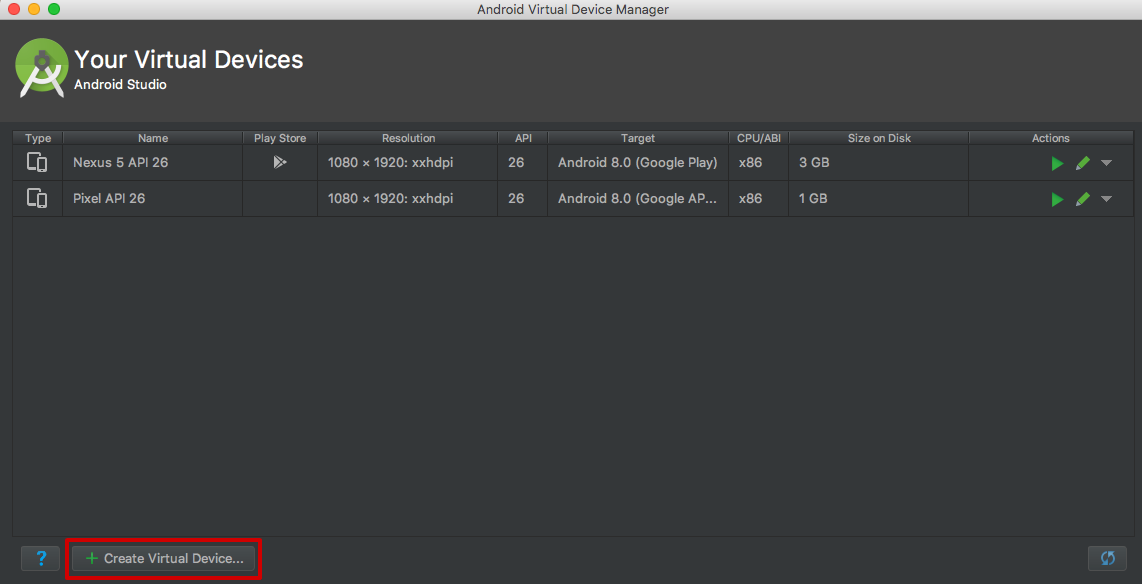 Android Virtual Device Manager
Your Virtual Devices
Android Studio
Type Name Play Store Resolution API Target CPU/ABI Size on Disk Actions
Nexus 5 API 26 1080 × 1920: xxhdpi 26 Android 8.0 (Google Play) x86 3 GB
Pixel API 26 1080 × 1920: xxhdpi 26 Android 8.0 (Google AP... x86 1 GB
? + Create Virtual Device...